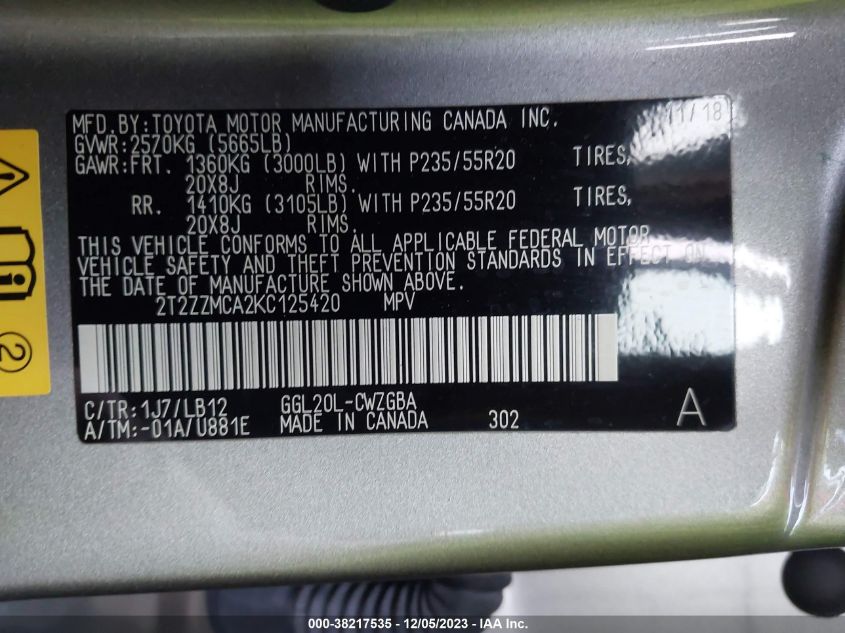 MFD.BY:TOYOTA MOTOR MANUFACTURING CANADA INC. 11/18
GVWR:2570KG (5665LB)
GAWR:FRT. 1360KG (3000LB) WITH P235/55R20 TIRES,
20X8J RIMS.
RR. 1410KG (3105LB) WITH P235/55R20 TIRES,
20X8J RIMS.
THIS VEHICLE CONFORMS TO ALL APPLICABLE FEDERAL MOTOR
VEHICLE SAFETY AND THEFT PREVENTION STANDARDS IN EFFECT ON
THE DATE OF MANUFACTURE SHOWN ABOVE.
2T2ZZMCA2KC125420 MPV
C/TR:1J7/LB12 GGL20L-CWZGBA
A/TM:-01A/U881E MADE IN CANADA 302 A
2
000-38217535 - 12/05/2023 - IAA Inc.